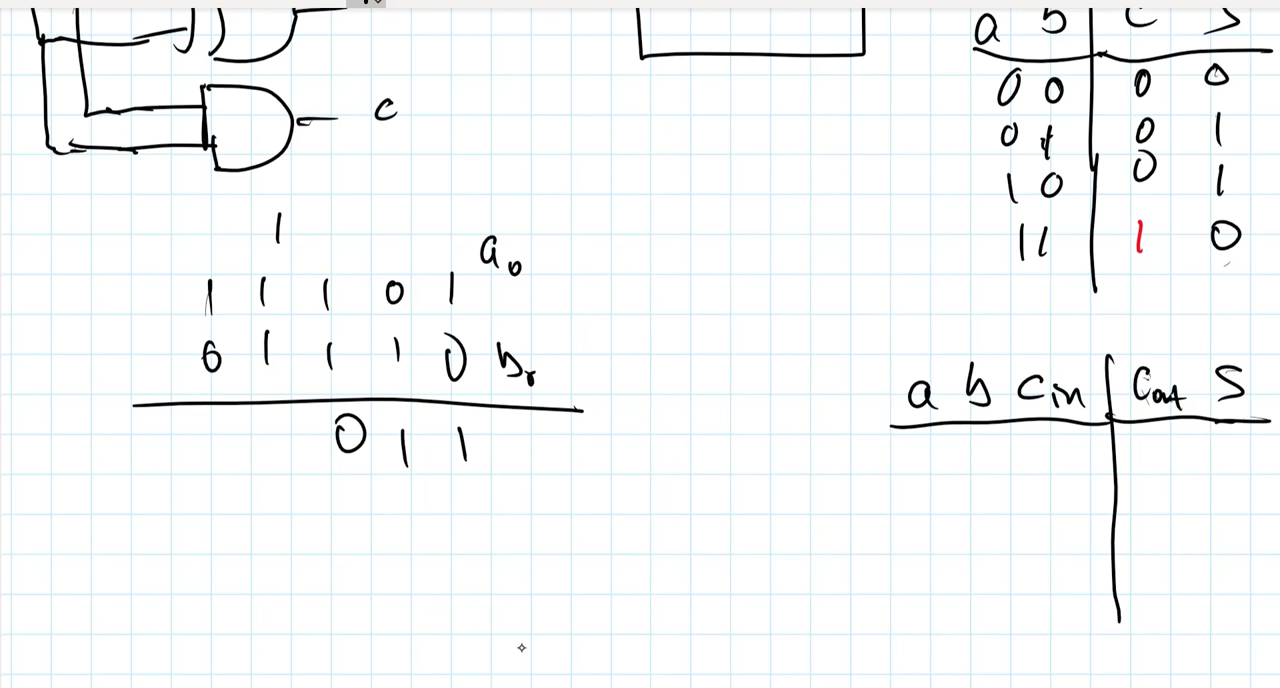 a b c s
0 0 0 0
0 1 0 1
1 0 0 1
1 1 1 0
c
1
a₀
1 1 1 0 1
0 1 1 1 0 b₀
0 1 1
a b Cin Cout S